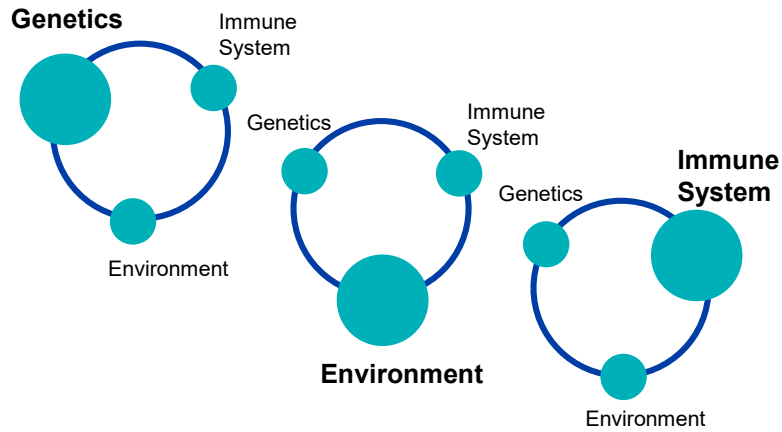 Genetics
Immune
System
Environment
Genetics
Immune
System
Environment
Immune
System
Genetics
Environment